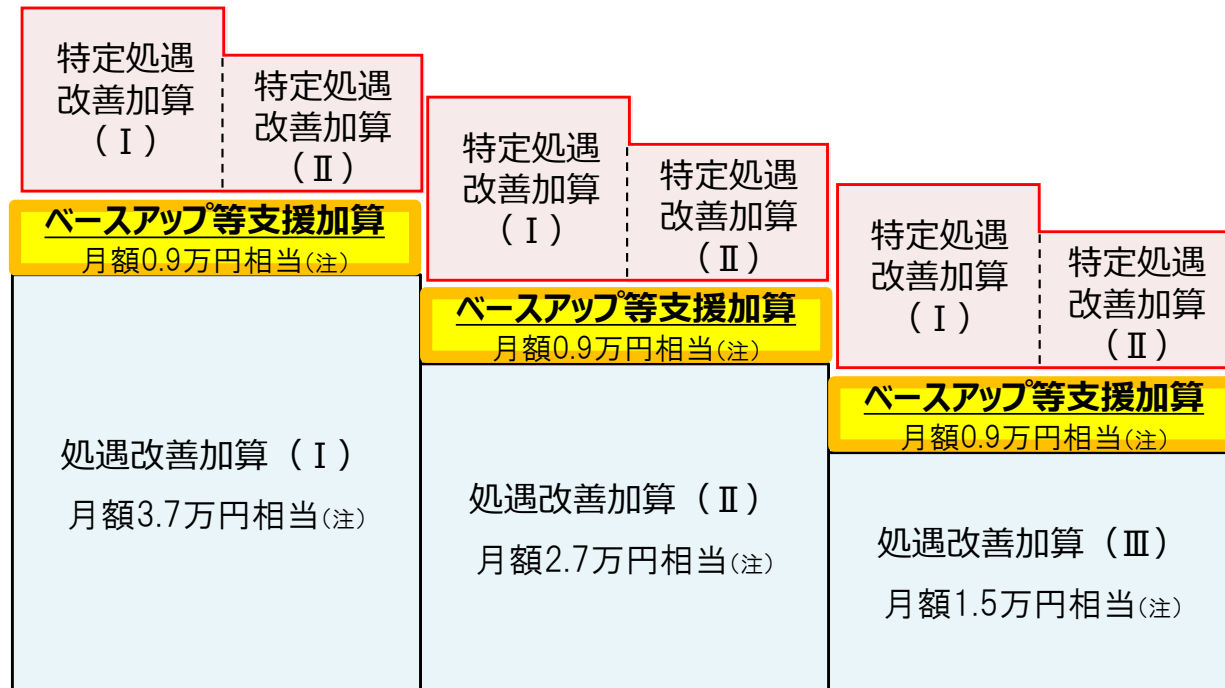 特定処遇
改善加算
（Ⅰ）
特定処遇
改善加算
（Ⅱ）
ベースアップ等支援加算
月額0.9万円相当(注)
処遇改善加算（Ⅰ）
月額3.7万円相当(注)
特定処遇
改善加算
（Ⅰ）
特定処遇
改善加算
（Ⅱ）
ベースアップ等支援加算
月額0.9万円相当(注)
処遇改善加算（Ⅱ）
月額2.7万円相当(注)
特定処遇
改善加算
（Ⅰ）
特定処遇
改善加算
（Ⅱ）
ベースアップ等支援加算
月額0.9万円相当(注)
処遇改善加算（Ⅲ）
月額1.5万円相当(注)